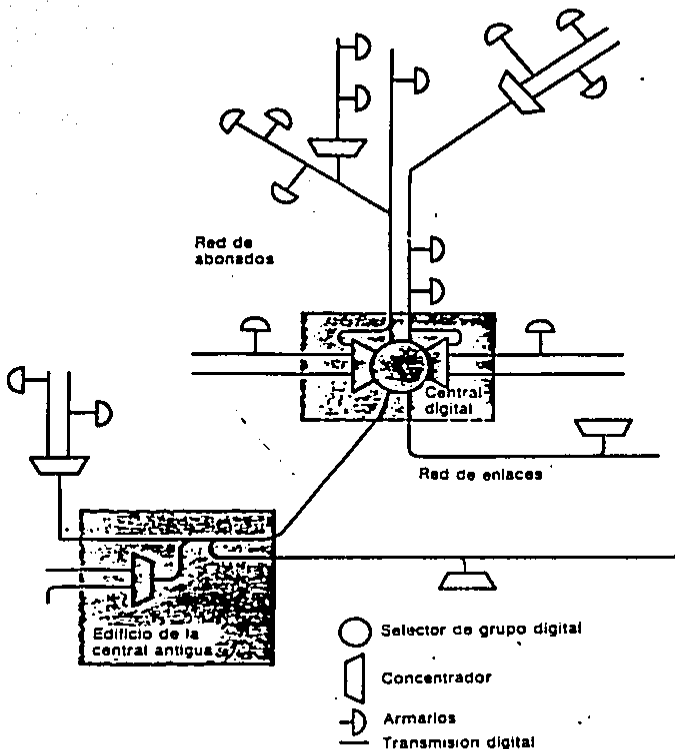 Red de
abonados
Central
digital
Red de enlaces
Edificio de la
central antigua
Selector de grupo digital
Concentrador
Armarios
Transmision digital